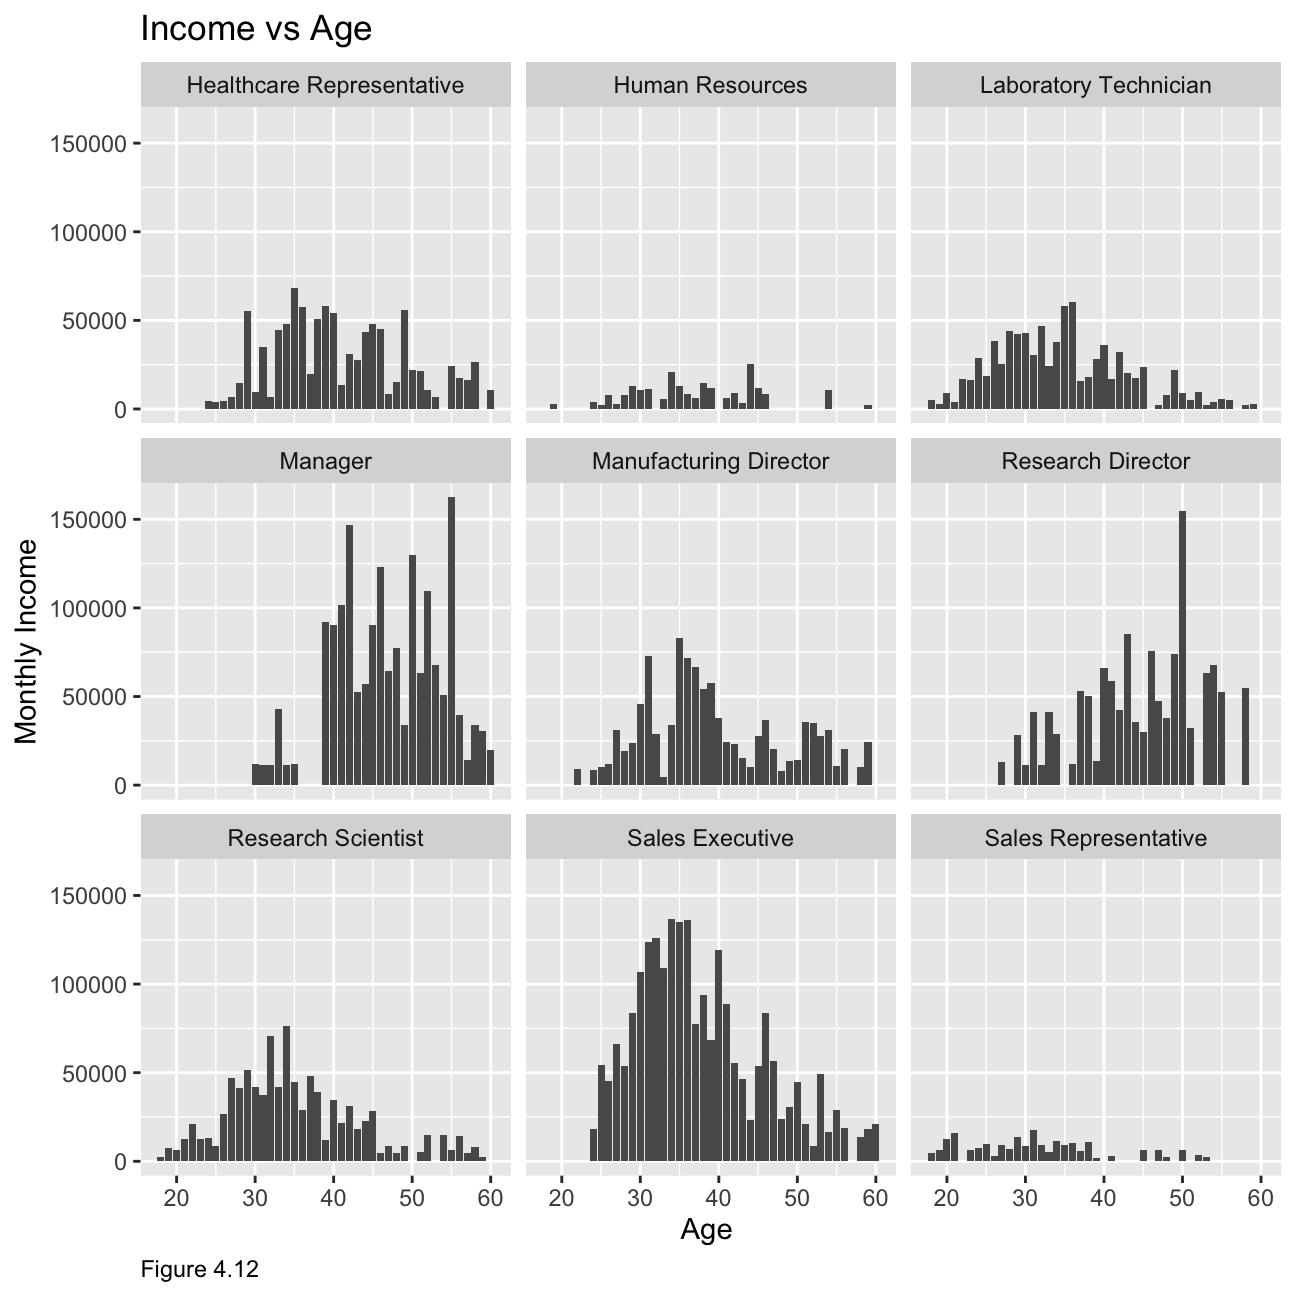 Income vs Age
Healthcare Representative Human Resources Laboratory Technician
150000
100000
50000
0
Manager Manufacturing Director Research Director
150000
100000
50000
0
Monthly Income
Research Scientist Sales Executive Sales Representative
150000
100000
50000
0
20 30 40 50 60 20 30 40 50 60 20 30 40 50 60
Age
Figure 4.12